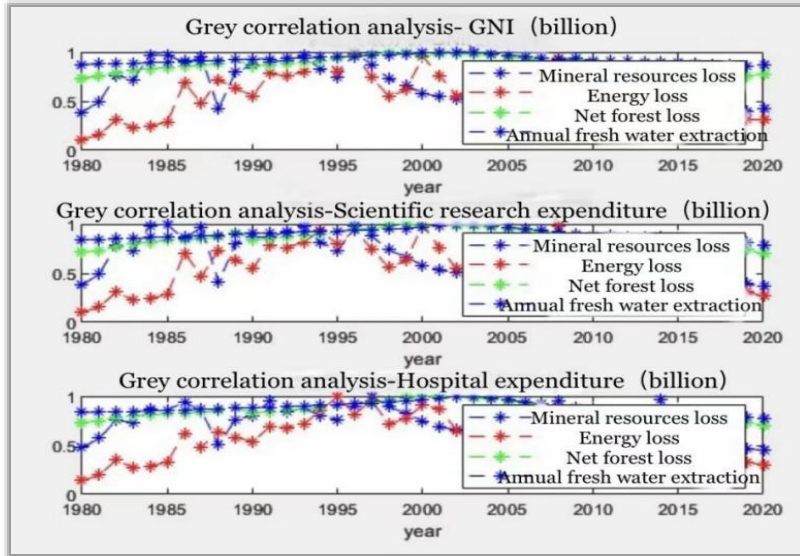 Grey correlation analysis- GNI（billion）
1
0.5
0
Mineral resources loss
Energy loss
Net forest loss
Annual fresh water extraction
1980 1985 1990 1995 2000 2005 2010 2015 2020
year
Grey correlation analysis-Scientific research expenditure（billion）
1
0.5
0
Mineral resources loss
Energy loss
Net forest loss
Annual fresh water extraction
1980 1985 1990 1995 2000 2005 2010 2015 2020
year
Grey correlation analysis-Hospital expenditure（billion）
1
0.5
0
Mineral resources loss
Energy loss
Net forest loss
Annual fresh water extraction
1980 1985 1990 1995 2000 2005 2010 2015 2020
year